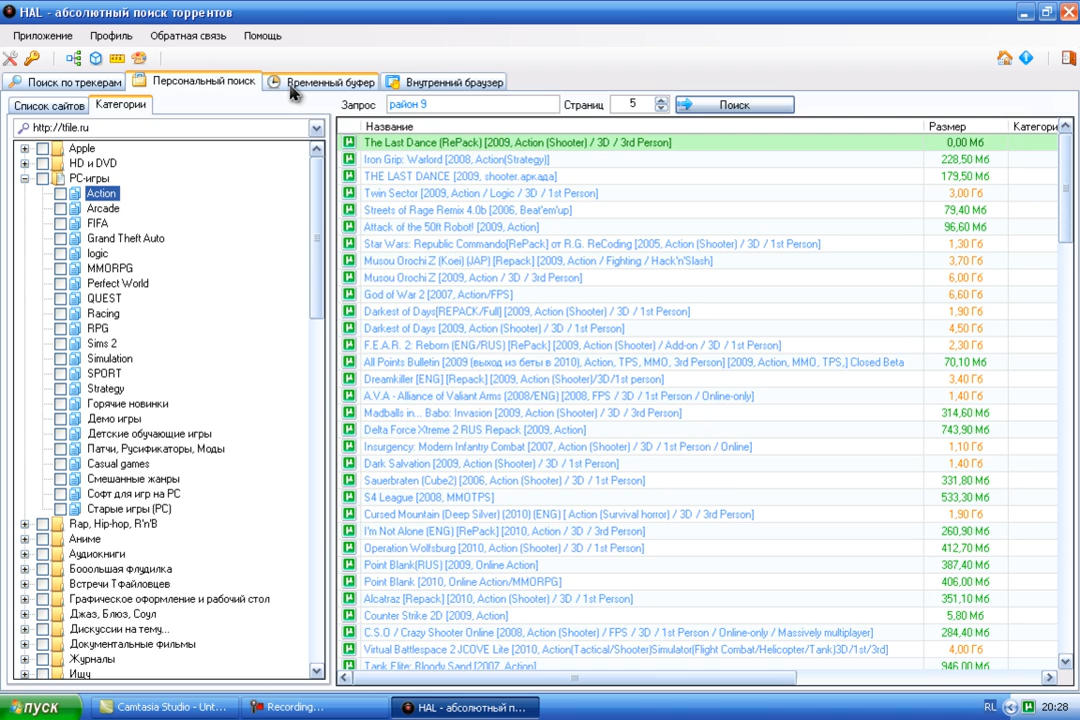 HAL - абсолютный поиск торрентов
Приложение Профиль Обратная связь Помощь
Поиск по трекерам Персональный поиск Временный буфер Внутренний браузер
Список сайтов Категории Запрос район 9 Страниц 5 Поиск
http://tfile.ru
Название Размер Категори
Apple
HD и DVD
PC-игры
Action
Arcade
FIFA
Grand Theft Auto
logic
MMORPG
Perfect World
QUEST
Racing
RPG
Sims 2
Simulation
SPORT
Strategy
Горячие новинки
Демо игры
Детские обучающие игры
Патчи, Русификаторы, Моды
Casual games
Смешанные жанры
Софт для игр на PC
Старые игры (PC)
Rap, Hip-hop, R'n'B
Аниме
Аудиокниги
Бооольшая флудилка
Встречи Тфайловцев
Графическое оформление и рабочий стол
Джаз, Блюз, Соул
Дискуссии на тему...
Документальные фильмы
Журналы
Ищу
The Last Dance (RePack) [2009, Action (Shooter) / 3D / 3rd Person] 0,00 Мб
Iron Grip: Warlord [2008, Action(Strategy)] 228,50 Мб
THE LAST DANCE [2009, shooter.аркада] 179,50 Мб
Twin Sector [2009, Action / Logic / 3D / 1st Person] 3,00 Гб
Streets of Rage Remix 4.0b [2006, Beat'em'up] 79,40 Мб
Attack of the 50ft Robot! [2009, Action] 96,60 Мб
Star Wars: Republic Commando[RePack] от R.G. ReCoding [2005, Action (Shooter) / 3D / 1st Person] 1,30 Гб
Musou Orochi Z (Koei) (JAP) [Repack] [2009, Action / Fighting / Hack'n'Slash] 3,70 Гб
Musou Orochi Z [2009, Action / 3D / 3rd Person] 6,00 Гб
God of War 2 [2007, Action/FPS] 6,60 Гб
Darkest of Days[REPACK/Full] [2009, Action (Shooter) / 3D / 1st Person] 1,90 Гб
Darkest of Days [2009, Action (Shooter) / 3D / 1st Person] 4,50 Гб
F.E.A.R. 2: Reborn (ENG/RUS) [RePack] [2009, Action (Shooter) / Add-on / 3D / 1st Person] 2,30 Гб
All Points Bulletin [2009 (выход из беты в 2010), Action, TPS, MMO, 3rd Person] [2009, Action, MMO, TPS,] Closed Beta 70,10 Мб
Dreamkiller [ENG] [Repack] [2009, Action (Shooter)/3D/1st person] 3,40 Гб
A.V.A - Alliance of Valiant Arms (2008/ENG) [2008, FPS / 3D / 1st Person / Online-only] 1,40 Гб
Madballs in... Babo: Invasion [2009, Action (Shooter) / 3D / 3rd Person] 314,60 Мб
Delta Force Xtreme 2 RUS Repack [2009, Action] 743,90 Мб
Insurgency: Modern Infantry Combat [2007, Action (Shooter) / 3D / 1st Person / Online] 1,10 Гб
Dark Salvation [2009, Action (Shooter) / 3D / 1st Person] 1,40 Гб
Sauerbraten (Cube2) [2006, Action (Shooter) / 3D / 1st Person] 331,80 Мб
S4 League [2008, MMOTPS] 533,30 Мб
Cursed Mountain (Deep Silver) (2010) (ENG) [ Action (Survival horror) / 3D / 3rd Person] 1,90 Гб
I'm Not Alone (ENG) [RePack] [2010, Action / 3D / 3rd Person] 260,90 Мб
Operation Wolfsburg [2010, Action (Shooter) / 3D / 1st Person] 412,70 Мб
Point Blank(RUS) [2009, Online Action] 387,40 Мб
Point Blank [2010, Online Action/MMORPG] 406,00 Мб
Alcatraz [Repack] [2010, Action (Shooter) / 3D / 1st Person] 351,10 Мб
Counter Strike 2D [2009, Action] 5,80 Мб
C.S.O / Crazy Shooter Online [2008, Action (Shooter) / FPS / 3D / 1st Person / Online-only / Massively multiplayer] 284,40 Мб
Virtual Battlespace 2 JCOVE Lite [2010, Action(Tactical/Shooter)Simulator(Flight Combat/Helicopter/Tank)3D/1st/3rd] 4,00 Гб
Tank Elite: Bloody Sand [2007, Action] 946,00 Мб
пуск Camtasia Studio - Unt... Recording... HAL - абсолютный п... RL 20:28